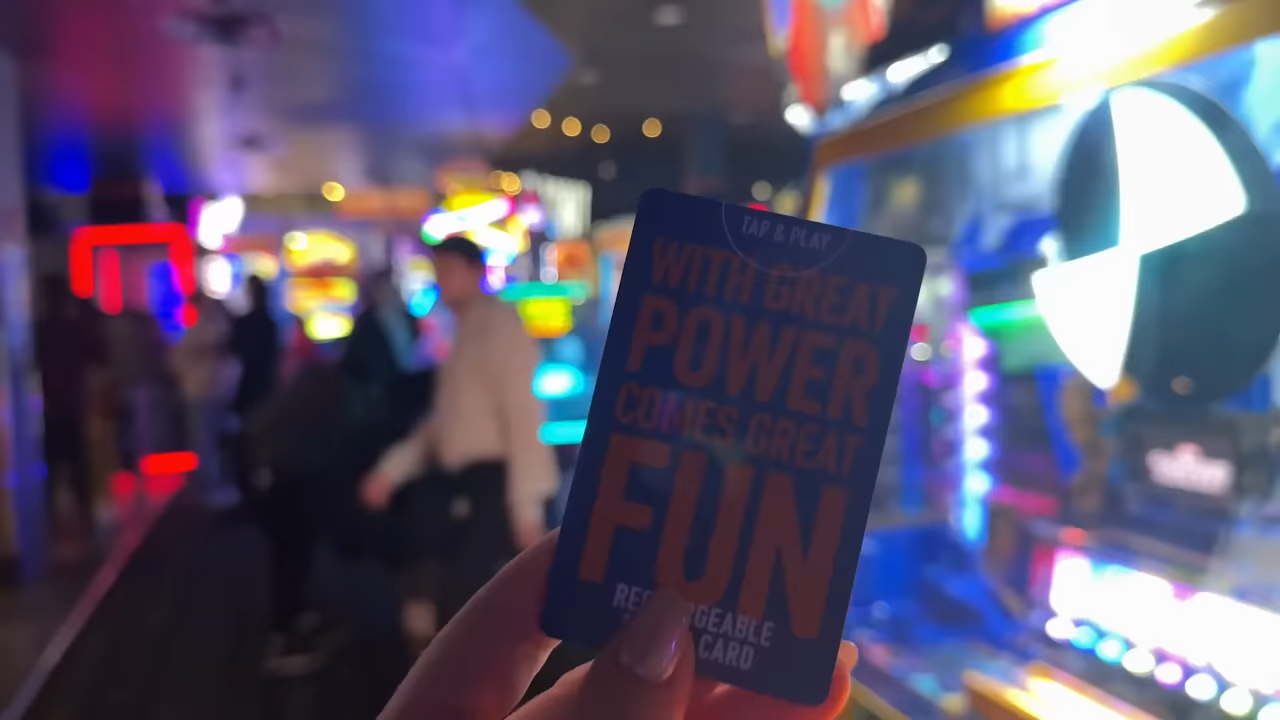 TAP & PLAY
WITH GREAT
POWER
COMES GREAT
FUN
CARD